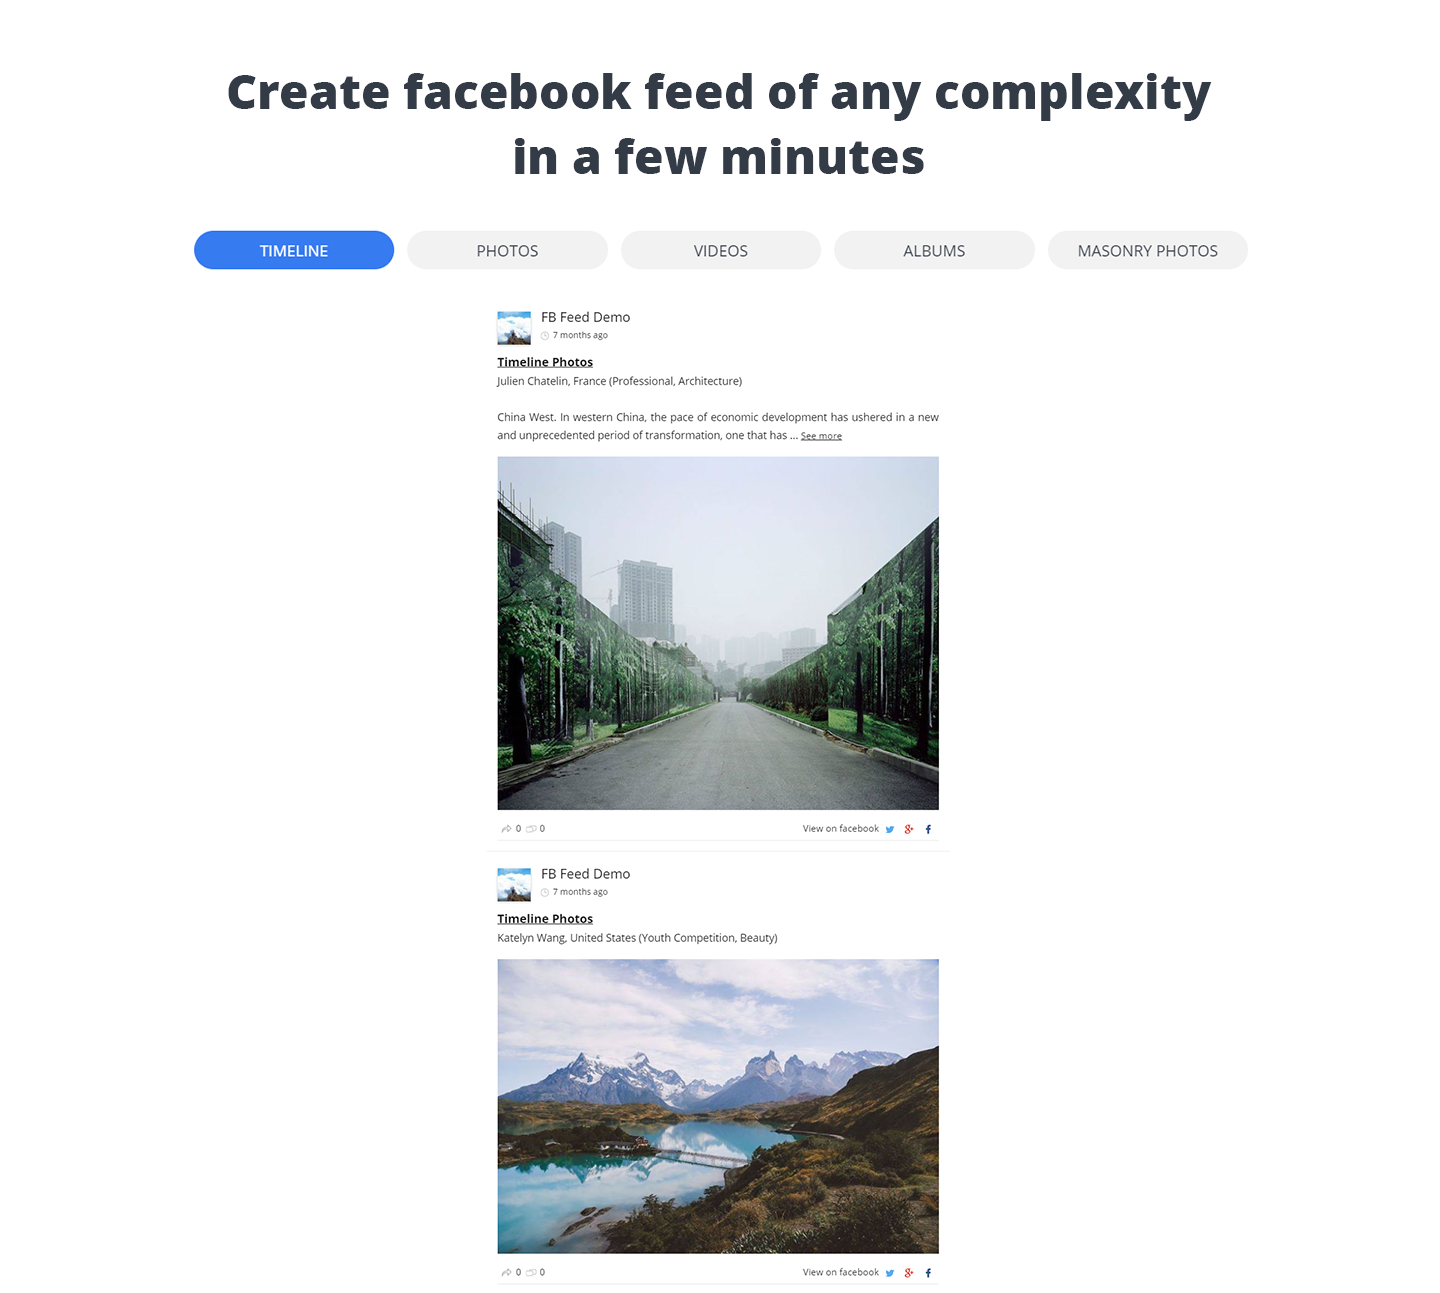 Create facebook feed of any complexity
in a few minutes
TIMELINE
PHOTOS
VIDEOS
ALBUMS
MASONRY PHOTOS
FB Feed Demo
7 months ago
Timeline Photos
Julien Chatelin, France (Professional, Architecture)
China West. In western China, the pace of economic development has ushered in a new
and unprecedented period of transformation, one that has ... See more
0 0 View on facebook
FB Feed Demo
7 months ago
Timeline Photos
Katelyn Wang, United States (Youth Competition, Beauty)
0 0 View on facebook